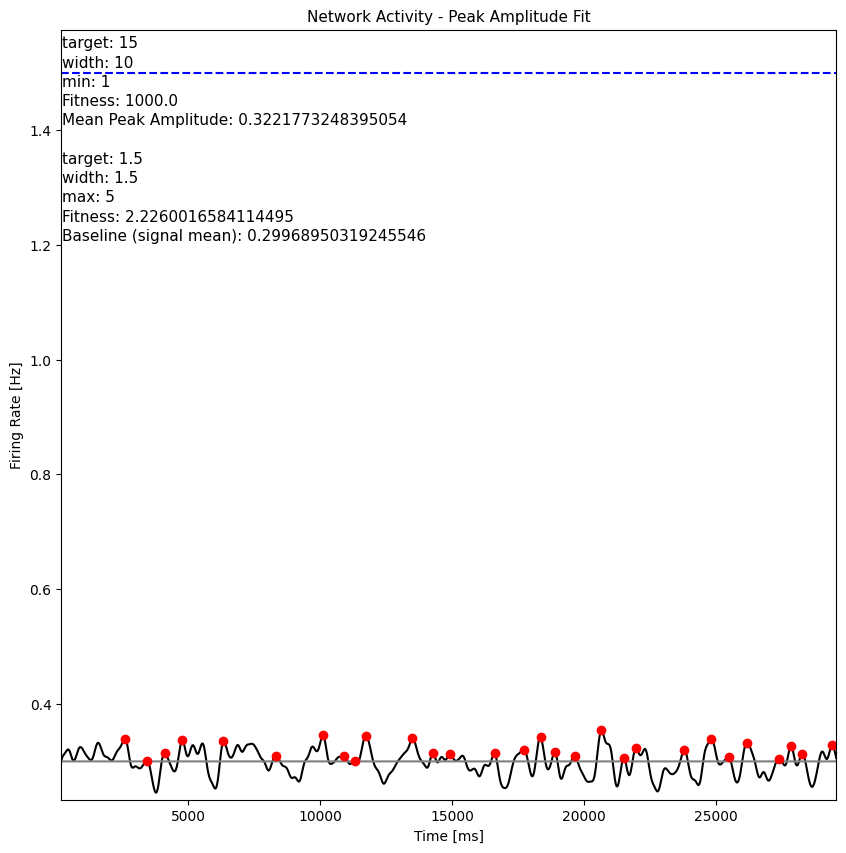 Network Activity - Peak Amplitude Fit
target: 15
width: 10
min: 1
Fitness: 1000.0
Mean Peak Amplitude: 0.3221773248395054
target: 1.5
width: 1.5
max: 5
Fitness: 2.2260016584114495
Baseline (signal mean): 0.29968950319245546
1.4
1.2
1.0
0.8
0.6
0.4
Firing Rate [Hz]
5000
10000
15000
20000
25000
Time [ms]